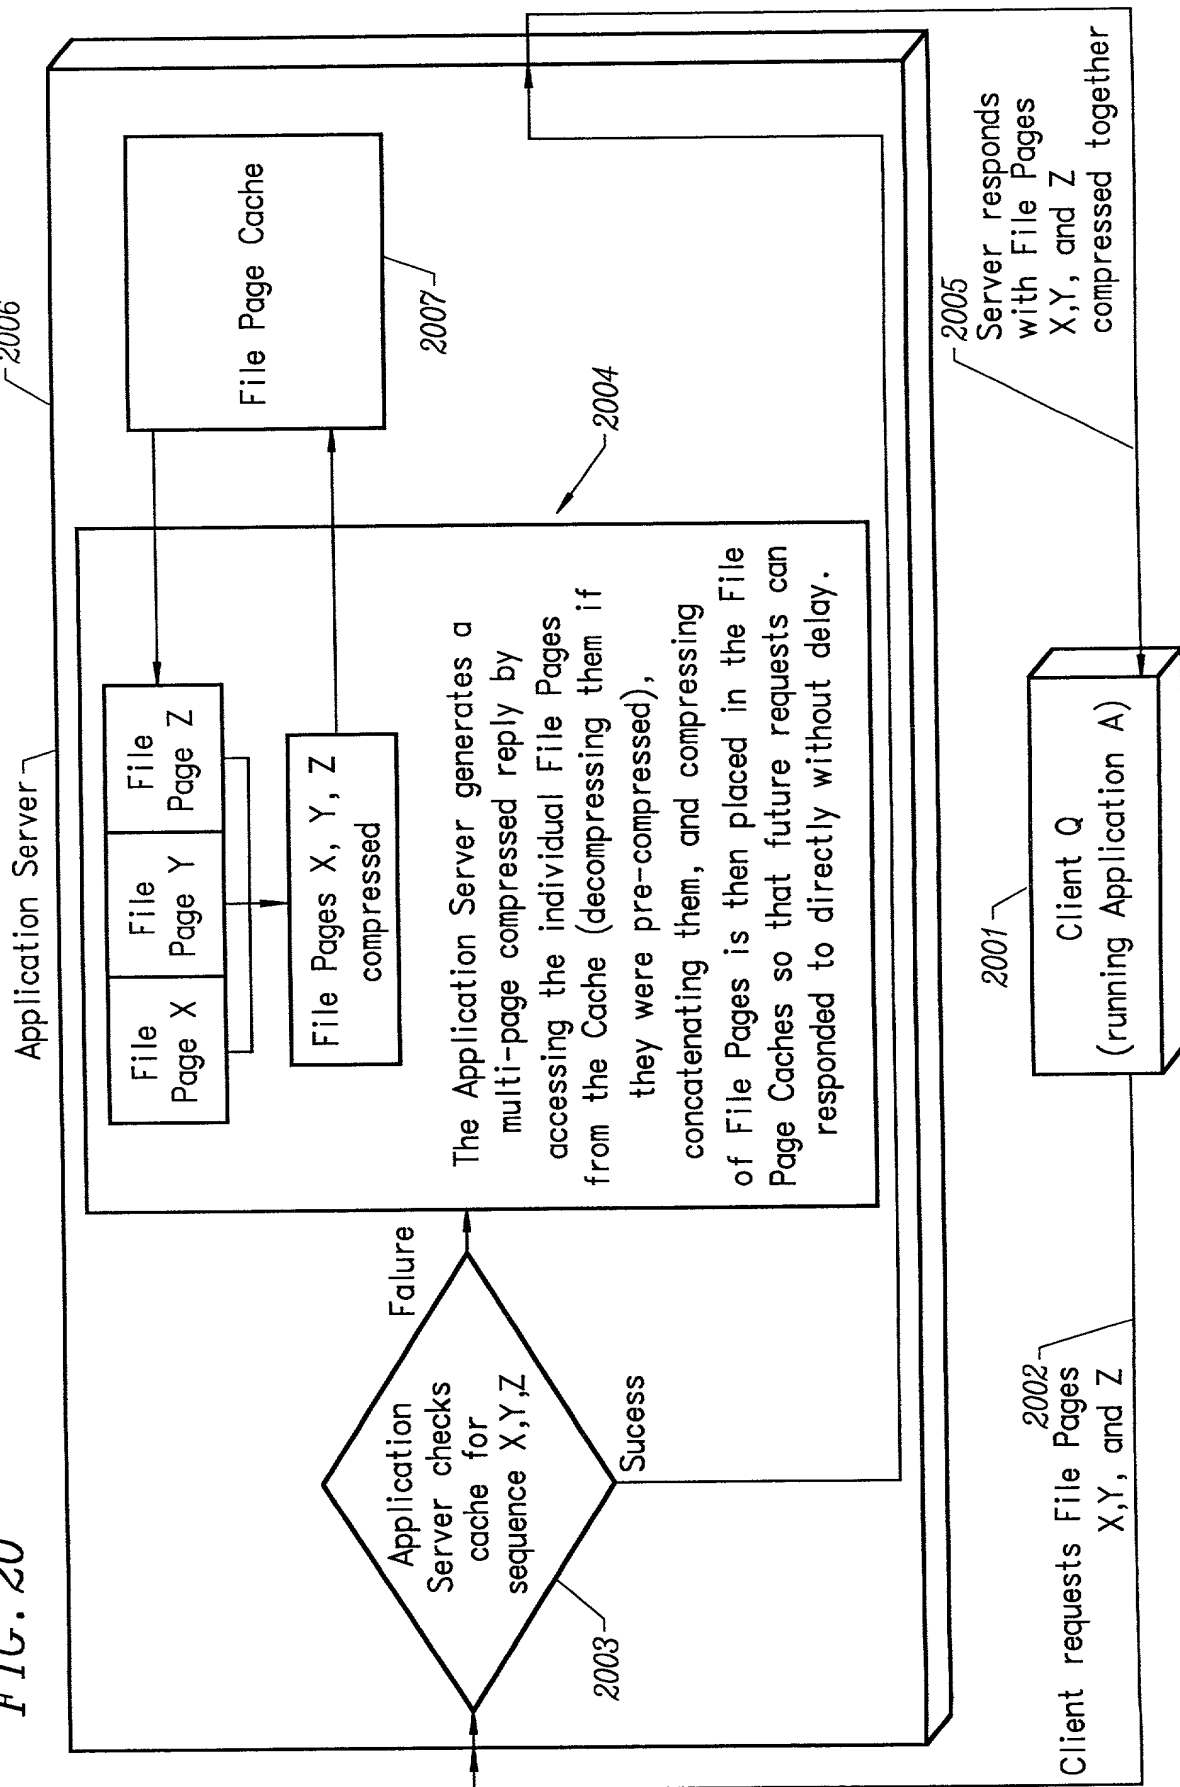 FIG. 20
Application Server
2006
File
Page X
File
Page Y
File
Page Z
File Pages X, Y, Z
compressed
File Page Cache
2007
2004
The Application Server generates a
multi-page compressed reply by
accessing the individual File Pages
from the Cache (decompressing them if
they were pre-compressed),
concatenating them, and compressing
of File Pages is then placed in the File
Page Caches so that future requests can
responded to directly without delay.
Falure
Application
Server checks
cache for
sequence X,Y,Z
Sucess
2003
2002
Client requests File Pages
X,Y, and Z
2001
Client Q
(running Application A)
2005
Server responds
with File Pages
X,Y, and Z
compressed together